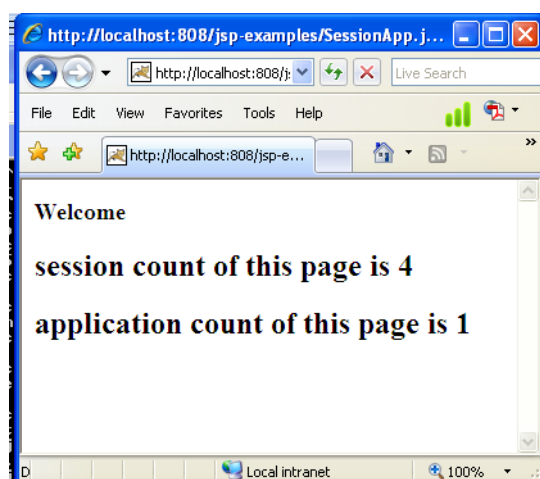 http://localhost:808/jsp-examples/SessionApp.j...
http://localhost:808/j: Live Search
File Edit View Favorites Tools Help
http://localhost:808/jsp-e... »
Welcome
session count of this page is 4
application count of this page is 1
D Local intranet 100%